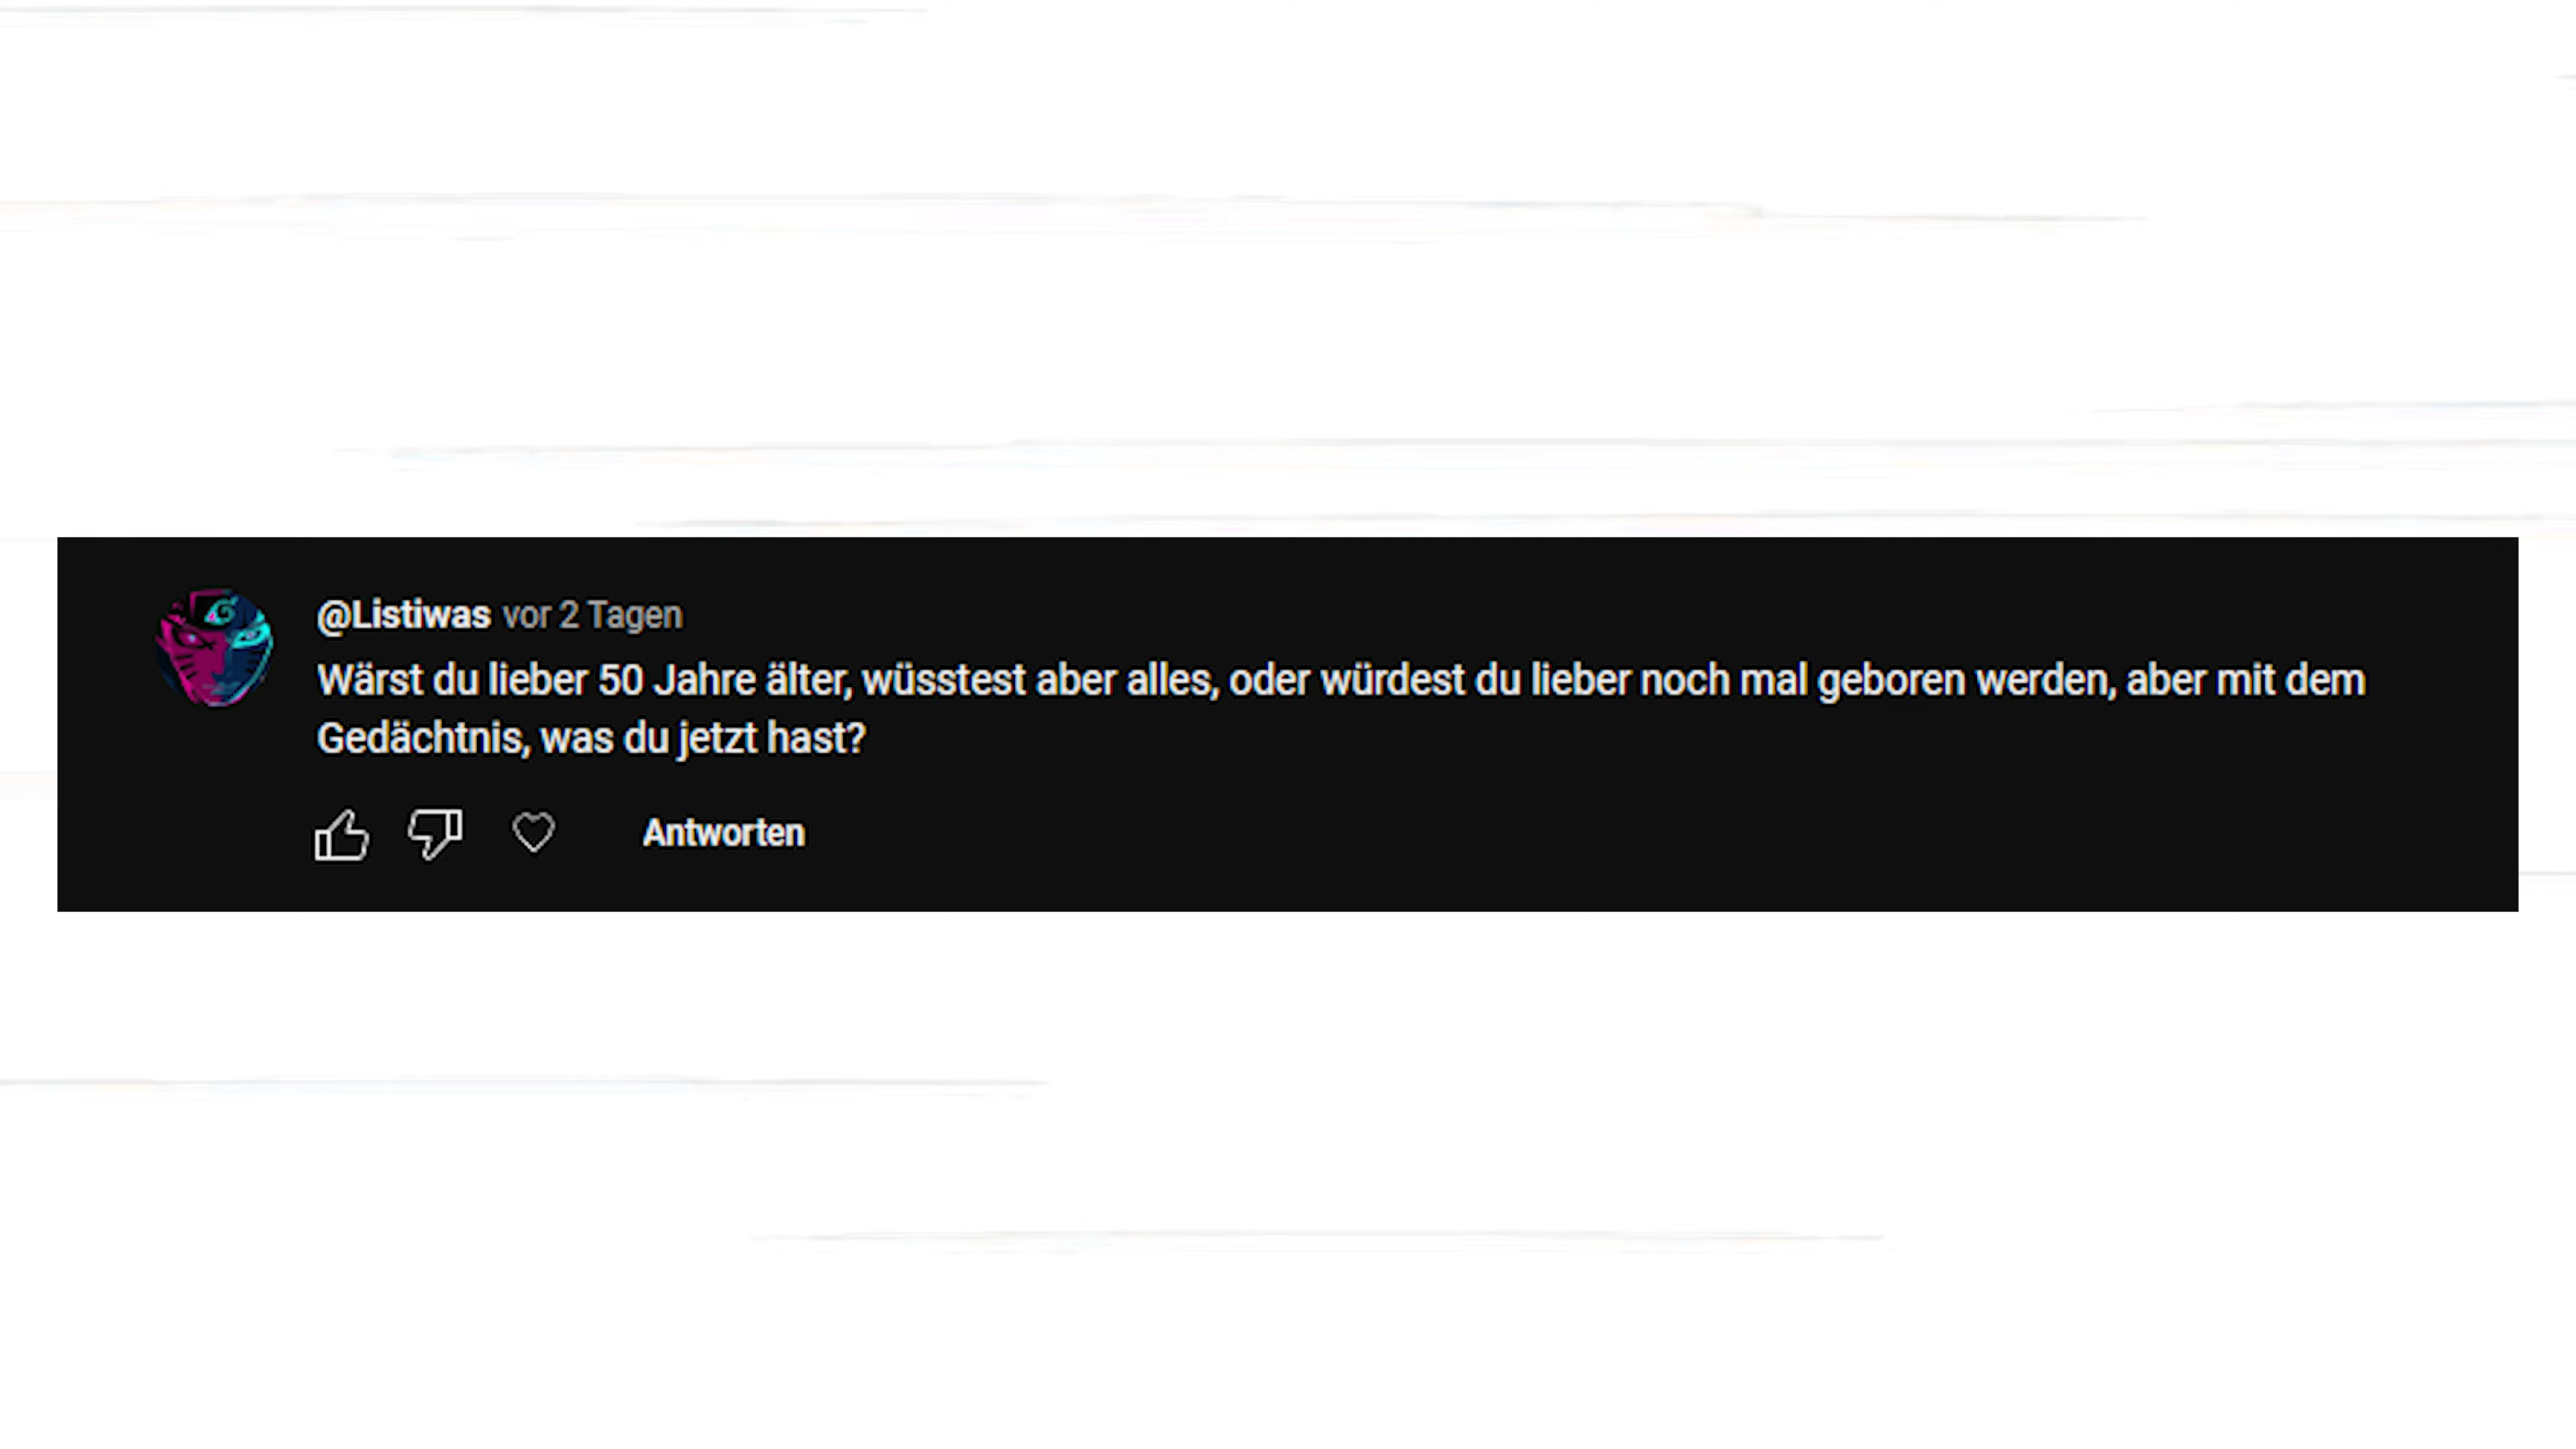 @Listiwas vor 2 Tagen
Wärst du lieber 50 Jahre älter, wüsstest aber alles, oder würdest du lieber noch mal geboren werden, aber mit dem
Gedächtnis, was du jetzt hast?
Antworten